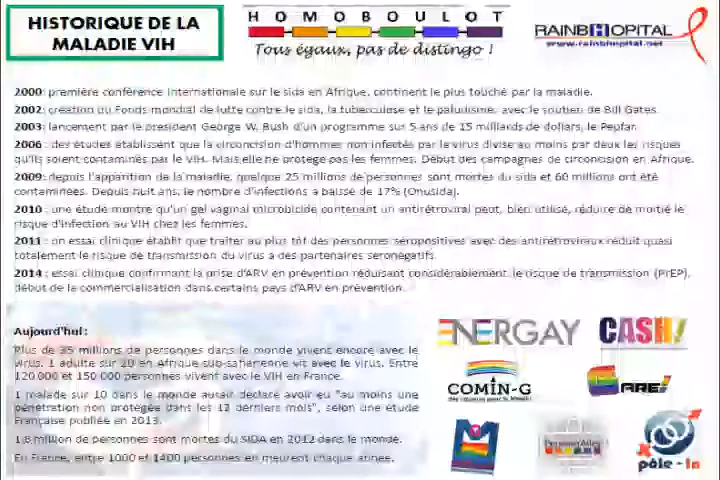 HISTORIQUE DE LA
MALADIE VIH
HOMOBOULOT
Tous égaux, pas de distingo !
RAINBHOPITAL
www.rainbhopital.net
2000: première conférence internationale sur le sida en Afrique, continent le plus touché par la maladie.
2002: création du Fonds mondial de lutte contre le sida, la tuberculose et le paludisme, avec le soutien de Bill Gates.
2003: lancement par le président George W. Bush d'un programme sur 5 ans de 15 milliards de dollars, le Pepfar.
2006 : des études établissent que la circoncision d'hommes non infectés par le virus divise au moins par deux les risques
qu'ils soient contaminés par le VIH. Mais elle ne protège pas les femmes. Début des campagnes de circoncision en Afrique.
2009: depuis l'apparition de la maladie, quelque 25 millions de personnes sont mortes du sida et 60 millions ont été
contaminées. Depuis huit ans, le nombre d'infections a baissé de 17% (Onusida).
2010 : une étude montre qu'un gel vaginal microbicide contenant un antirétroviral peut, bien utilisé, réduire de moitié le
risque d'infection au VIH chez les femmes.
2011 : un essai clinique établit que traiter au plus tôt des personnes séropositives avec des antirétroviraux réduit quasi
totalement le risque de transmission du virus à des partenaires séronégatifs.
2014 : essai clinique confirmant la prise d'ARV en prévention réduisant considérablement le risque de transmission (PrEP),
début de la commercialisation dans certains pays d'ARV en prévention.
Aujourd'hui :
Plus de 35 millions de personnes dans le monde vivent encore avec le
virus. 1 adulte sur 20 en Afrique sub-saharienne vit avec le virus. Entre
120 000 et 150 000 personnes vivent avec le VIH en France.
1 malade sur 10 dans le monde aurait déclaré avoir eu "au moins une
pénétration non protégée dans les 12 derniers mois", selon une étude
Française publiée en 2013.
1,6 million de personnes sont mortes du SIDA en 2012 dans le monde.
En France, entre 1000 et 1400 personnes en meurent chaque année.
ENERGAY
CASH!
COMIN-G
ARE!
Personn'Ailes
pôle - In